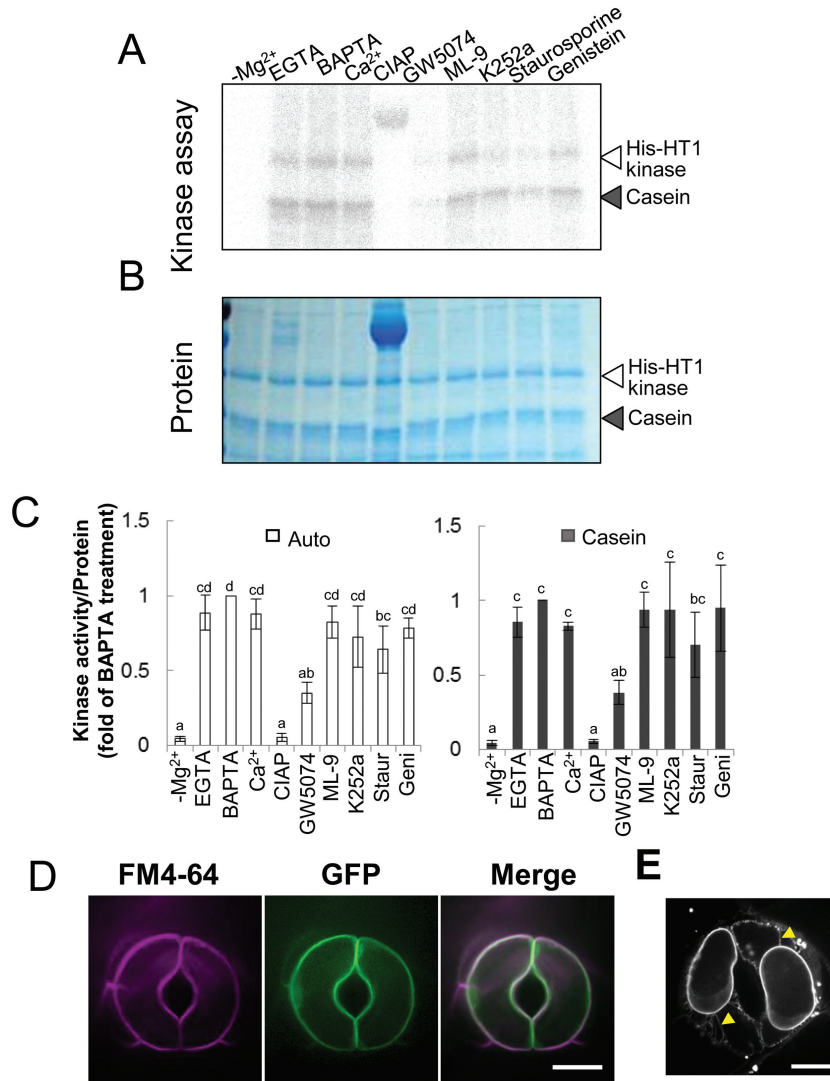 A
-Mg²⁺ EGTA BAPTA Ca²⁺ CIAP GW5074 ML-9 K252a Staurosporine Genistein
Kinase assay
His-HT1
kinase
Casein
B
Protein
His-HT1
kinase
Casein
C
Kinase activity/Protein
(fold of BAPTA treatment)
1.5
1
0.5
0
Auto
a cd d cd a ab cd cd bc cd
-Mg²⁺ EGTA BAPTA Ca²⁺ CIAP GW5074 ML-9 K252a Staur Geni
1.5
1
0.5
0
Casein
a c c c a ab c c bc c
-Mg²⁺ EGTA BAPTA Ca²⁺ CIAP GW5074 ML-9 K252a Staur Geni
D
FM4-64 GFP Merge
E